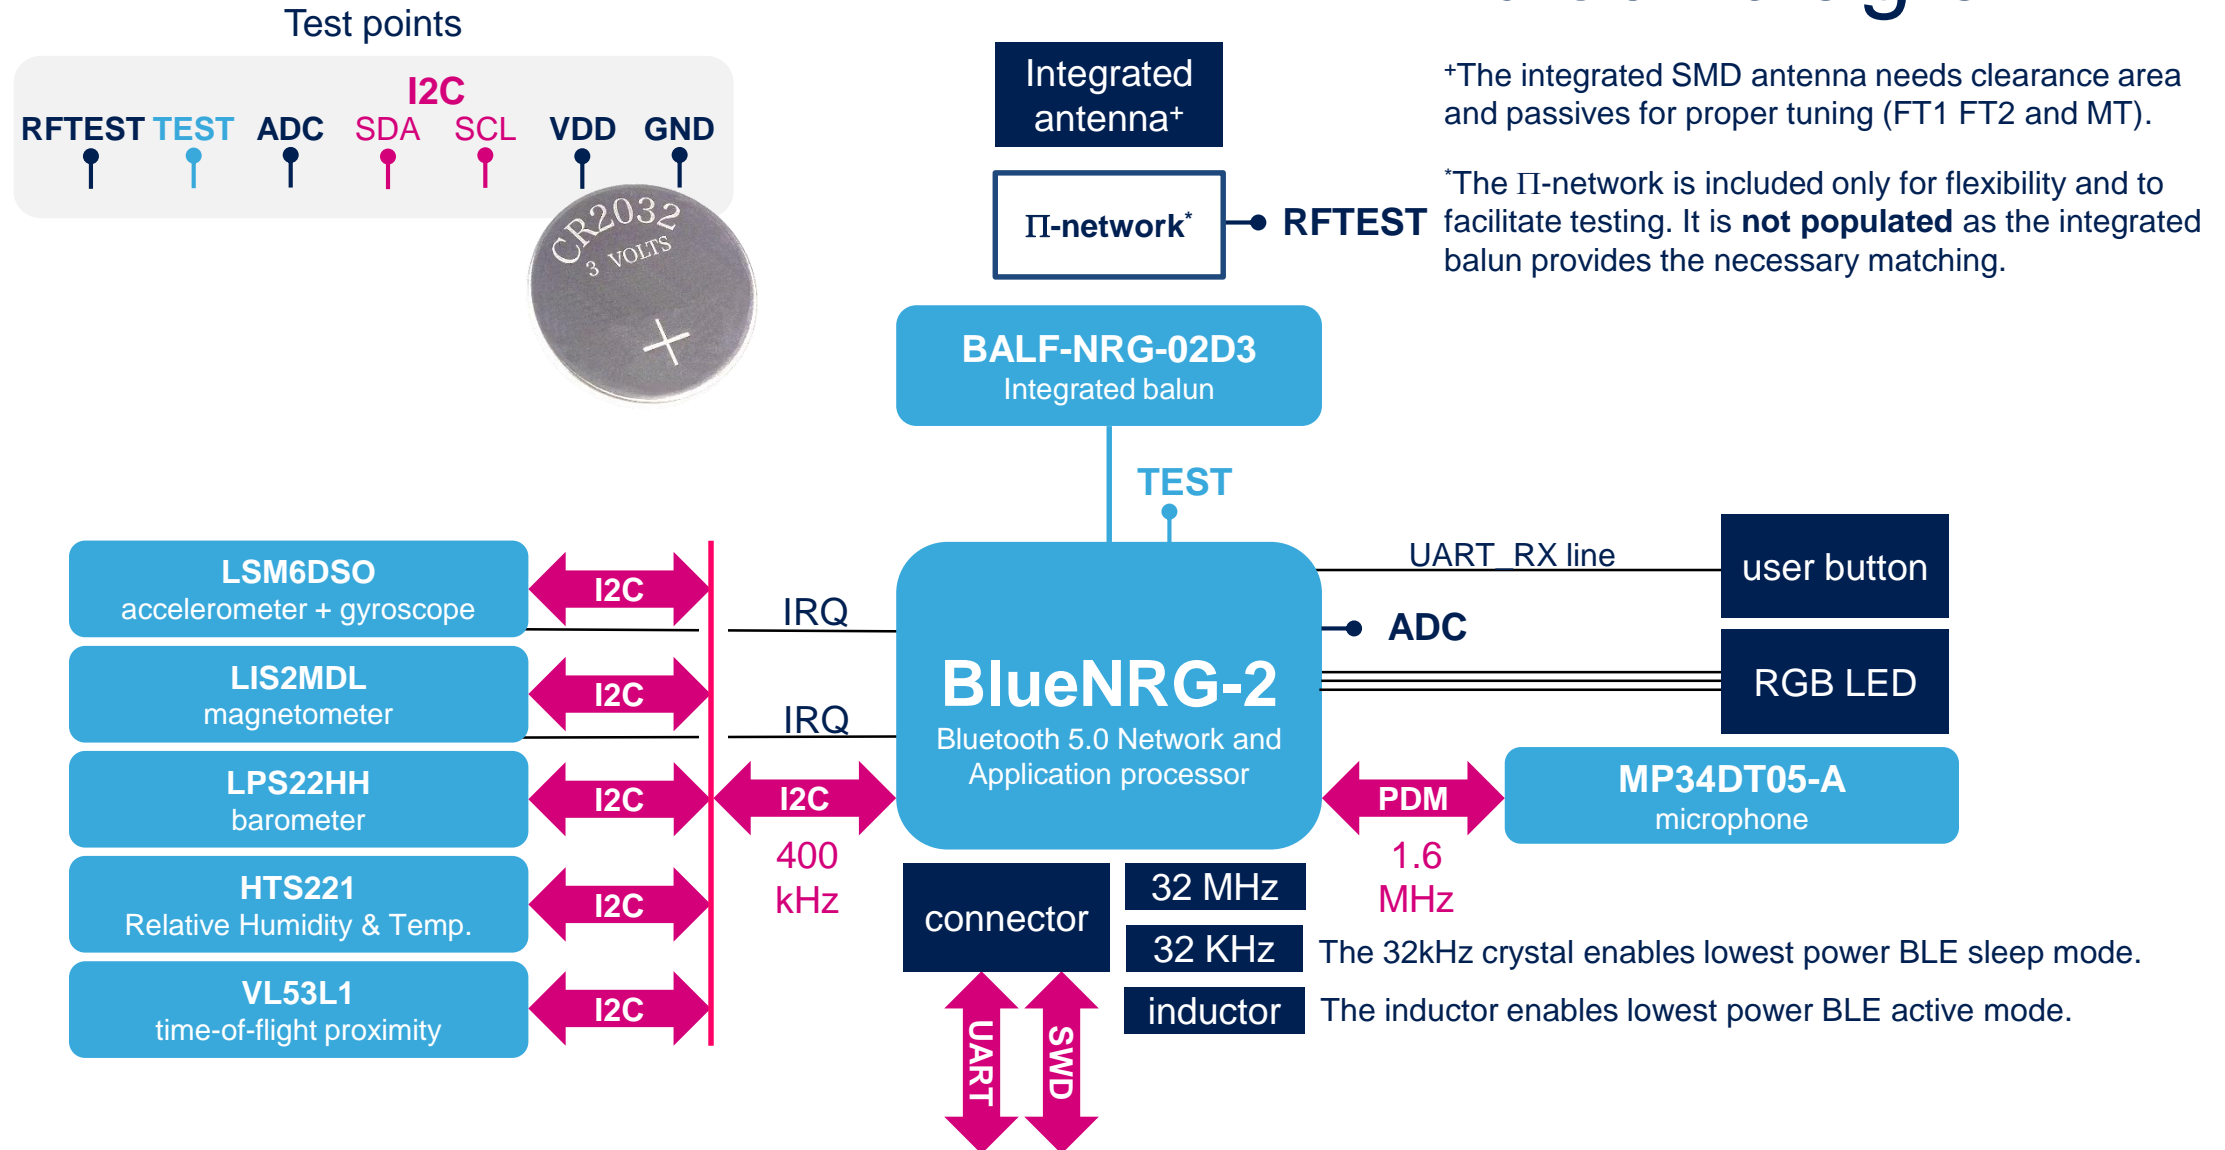 Test points
I2C
RFTEST TEST ADC SDA SCL VDD GND
CR2032
3 VOLTS
Integrated
antenna+
Π-network*
RFTEST
+The integrated SMD antenna needs clearance area
and passives for proper tuning (FT1 FT2 and MT).
*The Π-network is included only for flexibility and to
facilitate testing. It is not populated as the integrated
balun provides the necessary matching.
BALF-NRG-02D3
Integrated balun
TEST
LSM6DSO
accelerometer + gyroscope
I2C
IRQ
LIS2MDL
magnetometer
I2C
IRQ
LPS22HH
barometer
I2C
I2C
400
kHz
HTS221
Relative Humidity & Temp.
I2C
VL53L1
time-of-flight proximity
I2C
BlueNRG-2
Bluetooth 5.0 Network and
Application processor
UART_RX line
user button
ADC
RGB LED
PDM
1.6
MHz
MP34DT05-A
microphone
connector
32 MHz
32 KHz
The 32kHz crystal enables lowest power BLE sleep mode.
inductor
The inductor enables lowest power BLE active mode.
UART
SWD